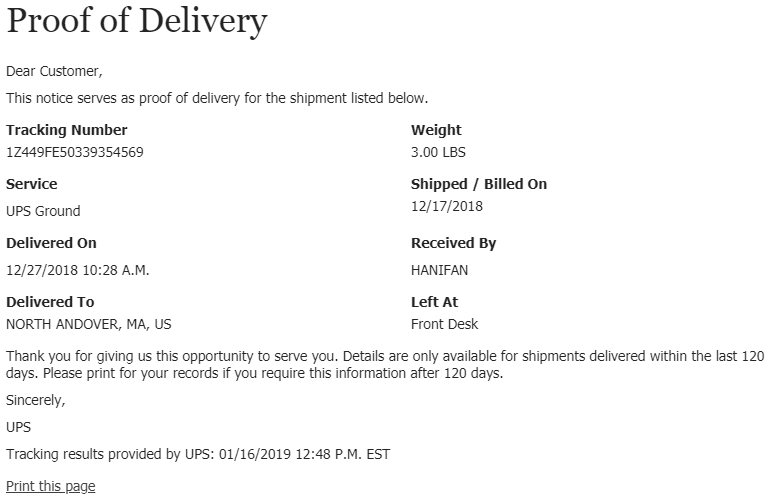 Proof of Delivery
Dear Customer,
This notice serves as proof of delivery for the shipment listed below.
Tracking Number
1Z449FE50339354569
Weight
3.00 LBS
Service
UPS Ground
Shipped / Billed On
12/17/2018
Delivered On
12/27/2018 10:28 A.M.
Received By
HANIFAN
Delivered To
NORTH ANDOVER, MA, US
Left At
Front Desk
Thank you for giving us this opportunity to serve you. Details are only available for shipments delivered within the last 120
days. Please print for your records if you require this information after 120 days.
Sincerely,
UPS
Tracking results provided by UPS: 01/16/2019 12:48 P.M. EST
Print this page